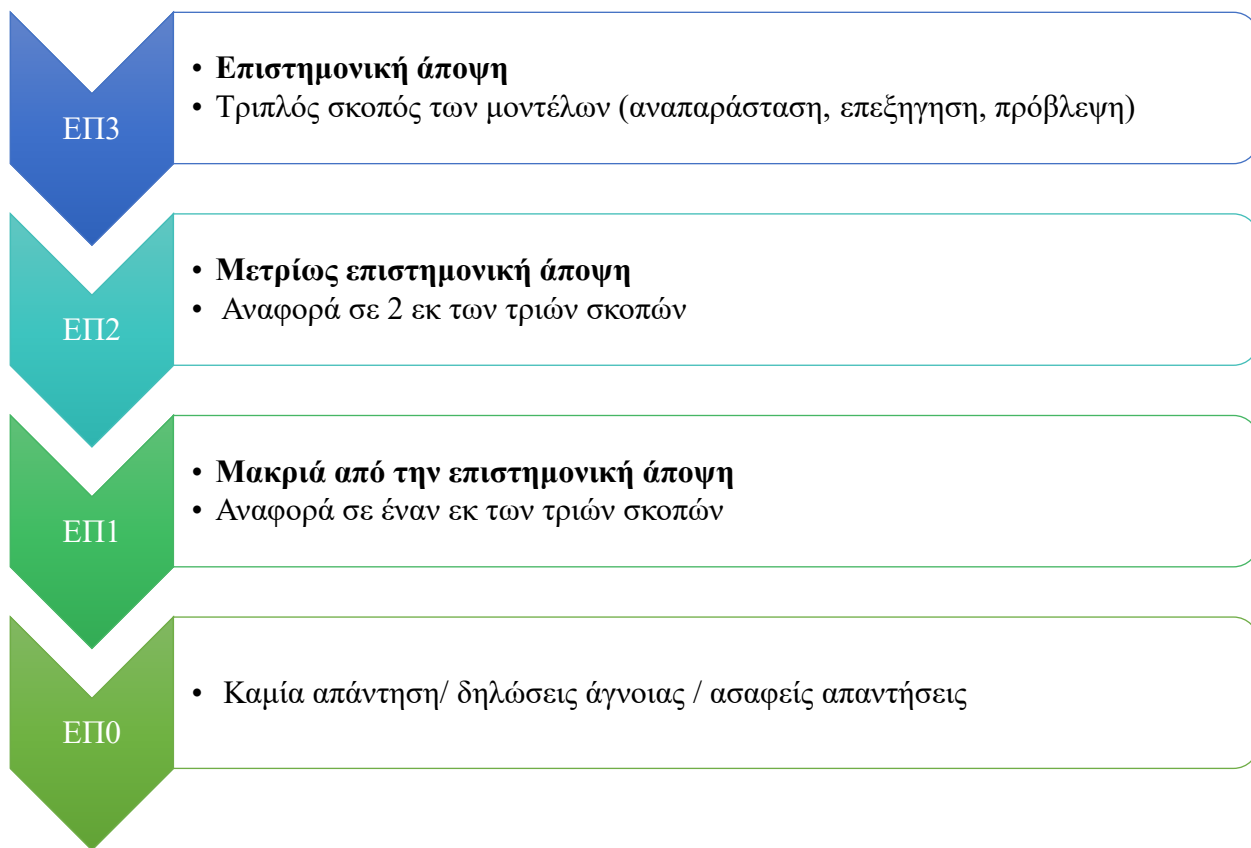 ΕΠ3
• Επιστημονική άποψη
• Τριπλός σκοπός των μοντέλων (αναπαράσταση, επεξηγηση, πρόβλεψη)
ΕΠ2
• Μετρίως επιστημονική άποψη
• Αναφορά σε 2 εκ των τριών σκοπών
ΕΠ1
• Μακριά από την επιστημονική άποψη
• Αναφορά σε έναν εκ των τριών σκοπών
ΕΠ0
• Καμία απάντηση/ δηλώσεις άγνοιας / ασαφείς απαντήσεις